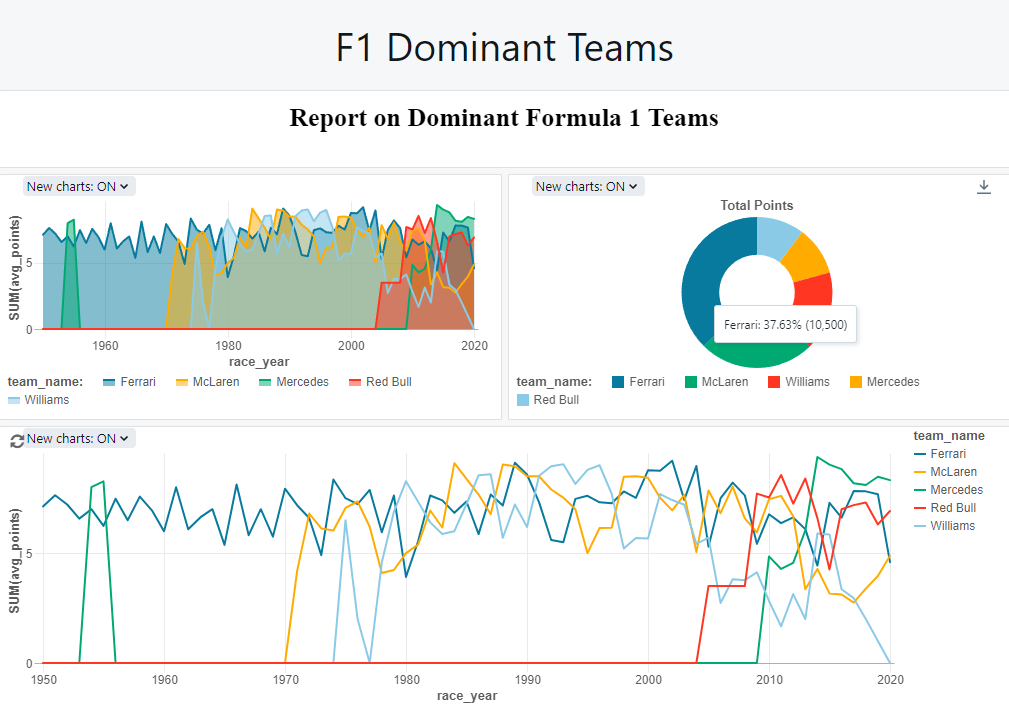 F1 Dominant Teams
Report on Dominant Formula 1 Teams
New charts: ON
SUM(avg_points)
5
0
1960
1980
2000
2020
race_year
team_name:
Ferrari
McLaren
Mercedes
Red Bull
Williams
New charts: ON
Total Points
Ferrari: 37.63% (10,500)
team_name:
Ferrari
McLaren
Williams
Mercedes
Red Bull
New charts: ON
SUM(avg_points)
5
0
1950
1960
1970
1980
1990
2000
2010
2020
race_year
team_name
Ferrari
McLaren
Mercedes
Red Bull
Williams